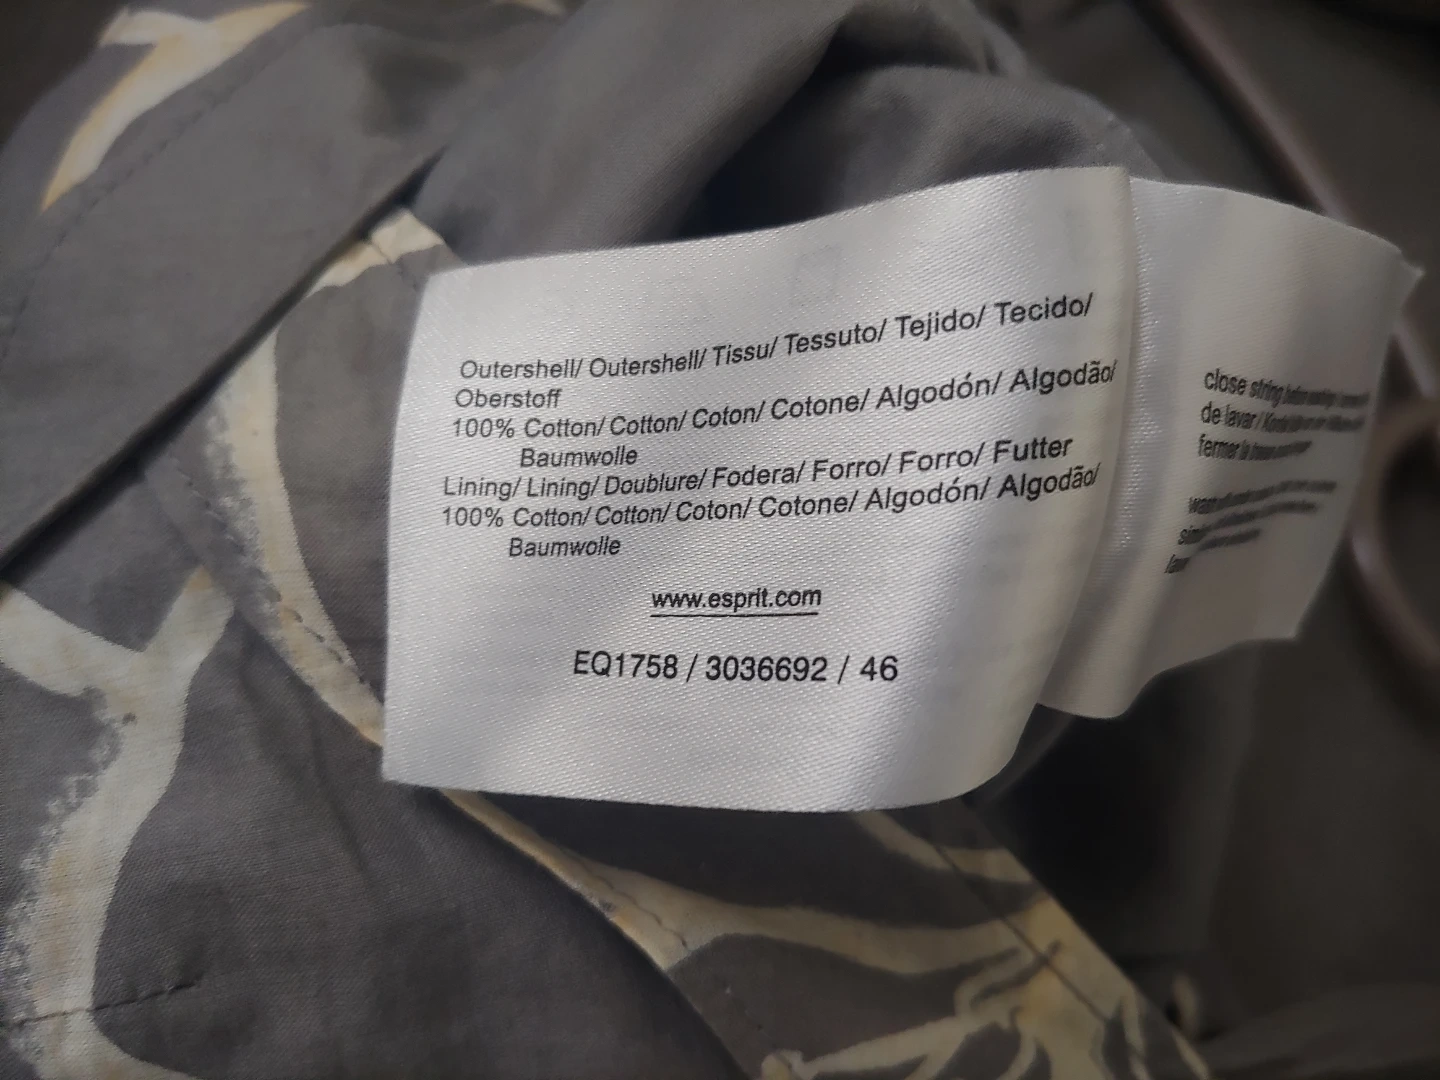 Outershell/ Outershell/ Tissu/ Tessuto/ Tejido/ Tecido/
Oberstoff
100% Cotton/ Cotton/ Coton/ Cotone/ Algodón/ Algodão/
Baumwolle
Lining/ Lining/ Doublure/ Fodera/ Forro/ Forro/ Futter
100% Cotton/ Cotton/ Coton/ Cotone/ Algodón/ Algodão/
Baumwolle
www.esprit.com
EQ1758 / 3036692 / 46
close string before
de lavar /
fermer la